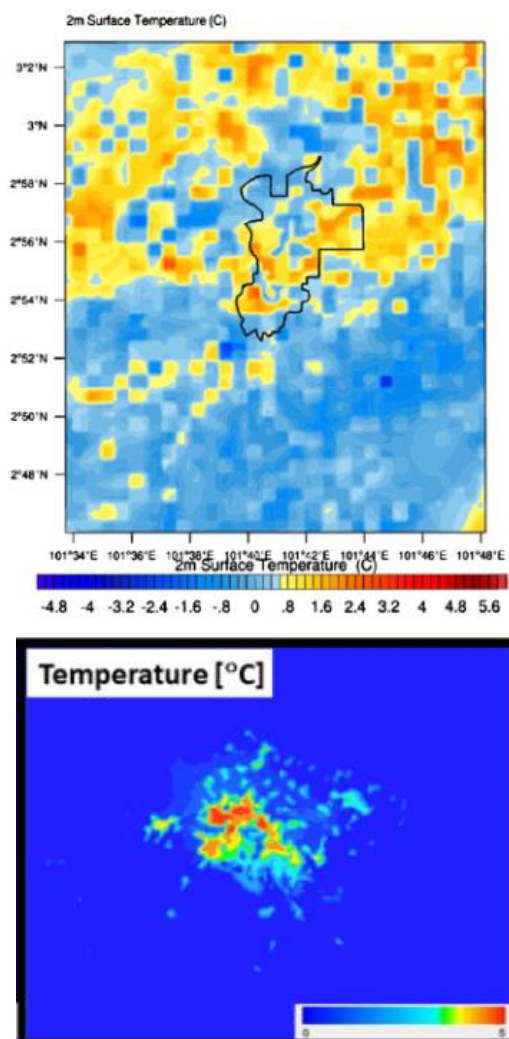 2m Surface Temperature (C)
3°2'N
3°N
2°58'N
2°56'N
2°54'N
2°52'N
2°50'N
2°48'N
101°34'E 101°36'E 101°38'E 101°40'E 101°42'E 101°44'E 101°46'E 101°48'E
2m Surface Temperature (C)
-4.8 -4 -3.2 -2.4 -1.6 -.8 0 .8 1.6 2.4 3.2 4 4.8 5.6
Temperature [°C]
0 5